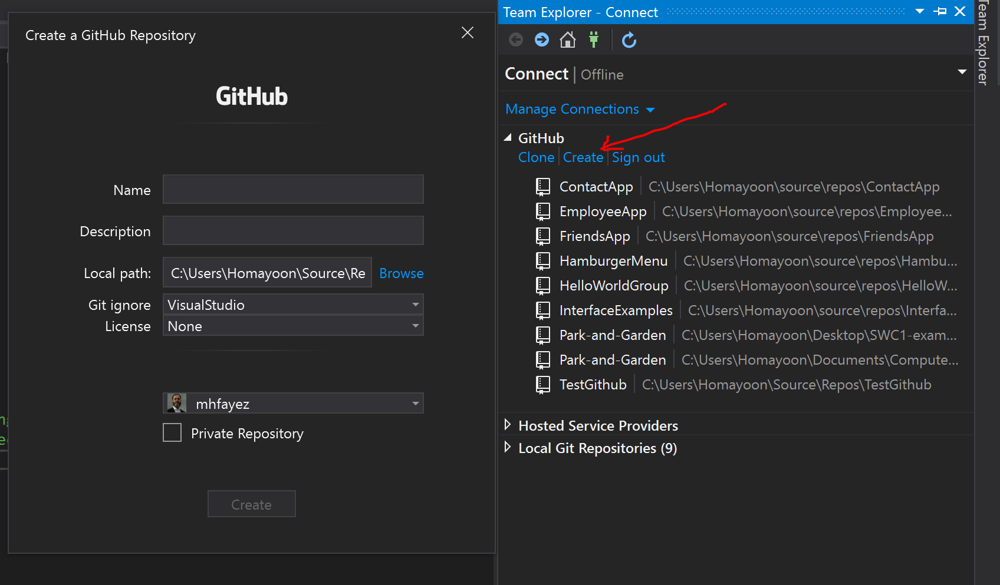 Create a GitHub Repository
GitHub
Name
Description
Local path: C:\Users\Homayoon\Source\Re Browse
Git ignore VisualStudio
License None
mhfayez
Private Repository
Create
Team Explorer - Connect
Connect | Offline
Manage Connections
GitHub
Clone Create Sign out
ContactApp C:\Users\Homayoon\source\repos\ContactApp
EmployeeApp C:\Users\Homayoon\source\repos\Employee...
FriendsApp C:\Users\Homayoon\source\repos\FriendsApp
HamburgerMenu C:\Users\Homayoon\source\repos\Hambu...
HelloWorldGroup C:\Users\Homayoon\source\repos\HelloW...
InterfaceExamples C:\Users\Homayoon\source\repos\Interfa...
Park-and-Garden C:\Users\Homayoon\Desktop\SWC1-exam...
Park-and-Garden C:\Users\Homayoon\Documents\Compute...
TestGithub C:\Users\Homayoon\Source\Repos\TestGithub
Hosted Service Providers
Local Git Repositories (9)
Team Explorer